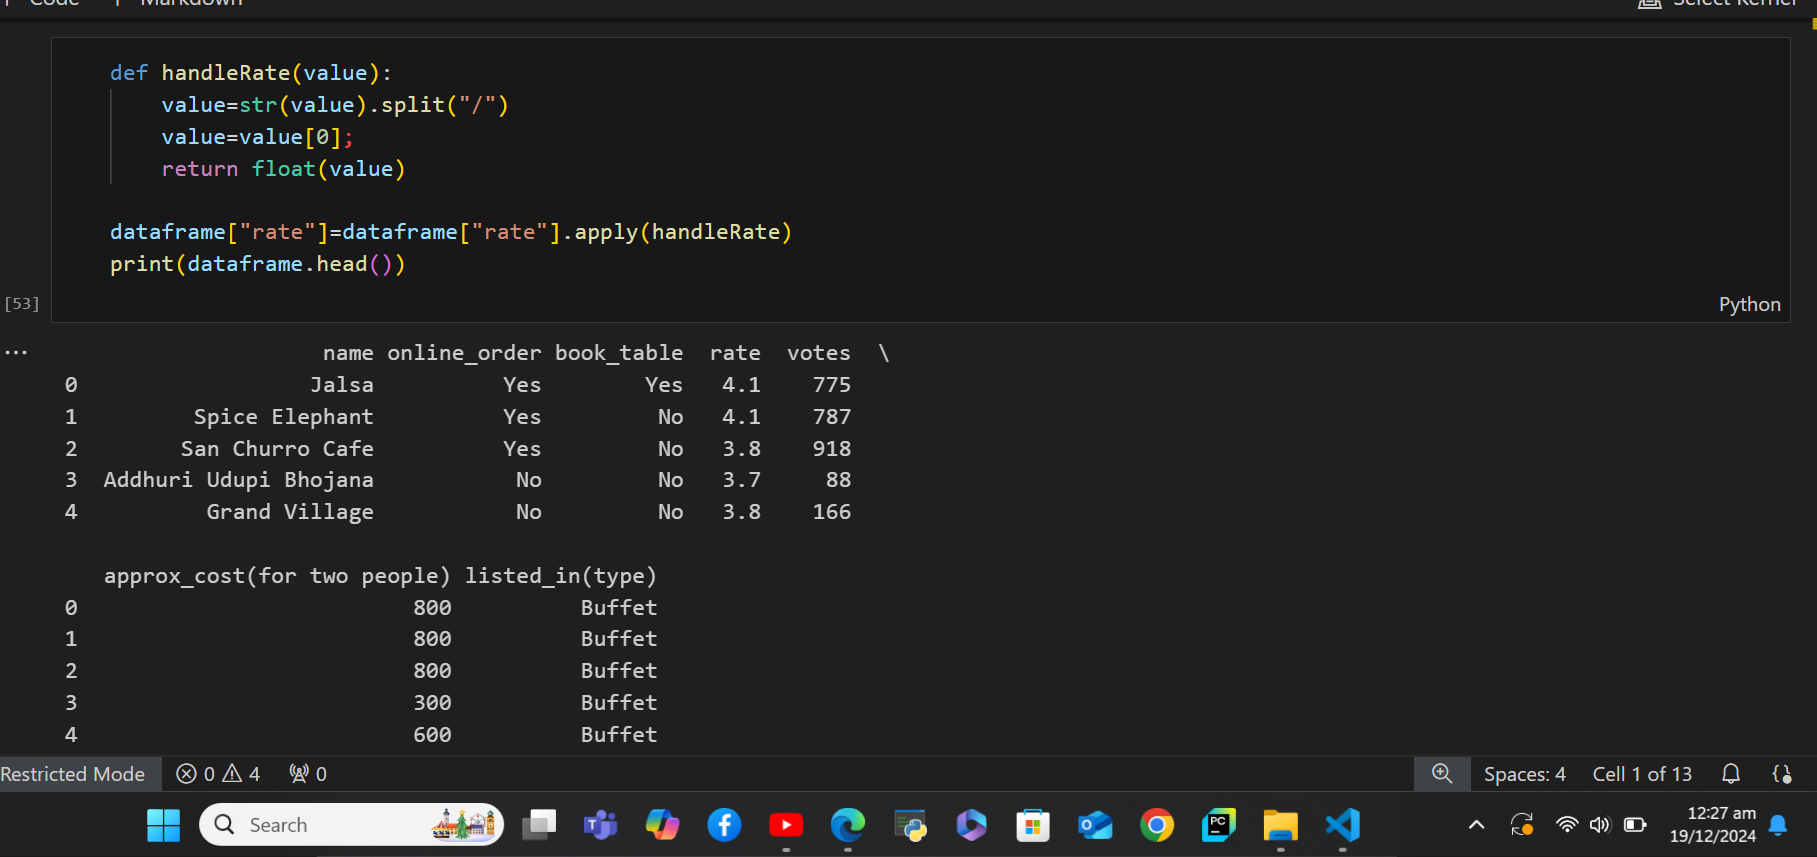 + Code + Markdown Select Kernel
def handleRate(value):
    value=str(value).split("/")
    value=value[0];
    return float(value)
dataframe["rate"]=dataframe["rate"].apply(handleRate)
print(dataframe.head())
[53] Python
... name online_order book_table rate votes \
0 Jalsa Yes Yes 4.1 775
1 Spice Elephant Yes No 4.1 787
2 San Churro Cafe Yes No 3.8 918
3 Addhuri Udupi Bhojana No No 3.7 88
4 Grand Village No No 3.8 166
approx_cost(for two people) listed_in(type)
0 800 Buffet
1 800 Buffet
2 800 Buffet
3 300 Buffet
4 600 Buffet
Restricted Mode 0 4 0 Spaces: 4 Cell 1 of 13
Search 12:27 am
19/12/2024